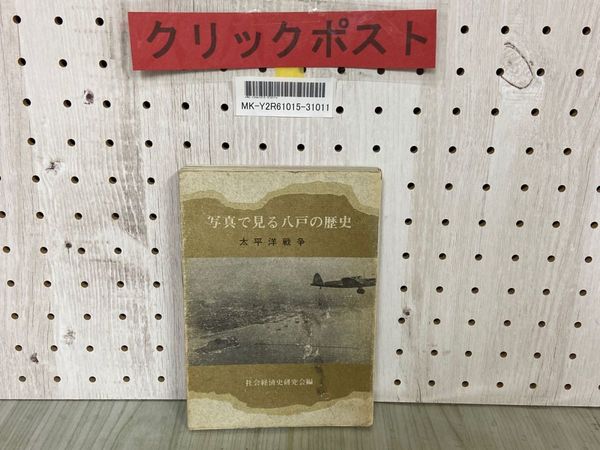 クリックポスト
MK-Y2R61015-31011
写真で見る八戸の歴史
太平洋戦争
社会経済史研究会編